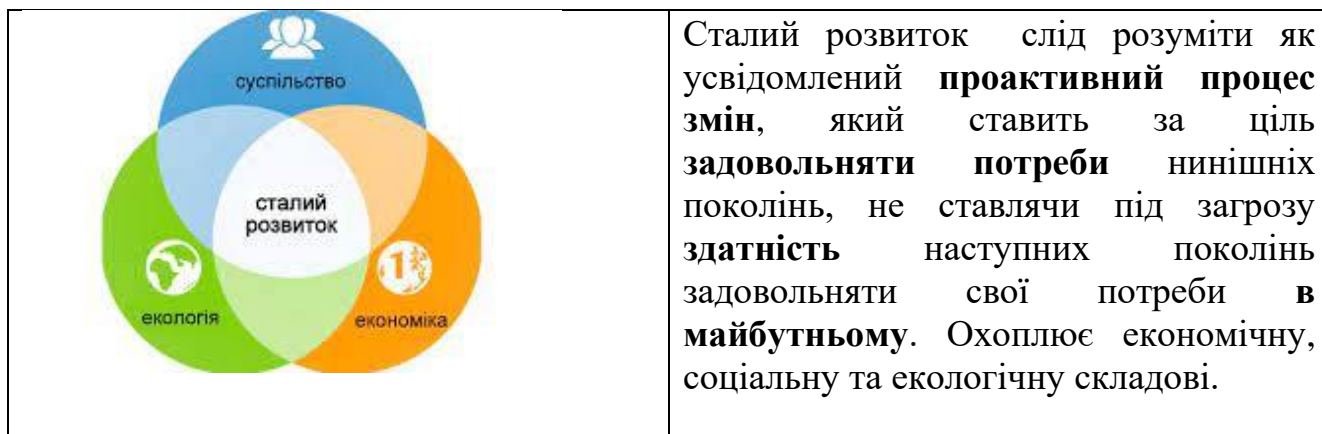 суспільство
сталий
розвиток
екологія
1
економіка
Сталий розвиток слід розуміти як
усвідомлений проактивний процес
змін, який ставить за ціль
задовольняти потреби нинішніх
поколінь, не ставлячи під загрозу
здатність наступних поколінь
задовольняти свої потреби в
майбутньому. Охоплює економічну,
соціальну та екологічну складові.